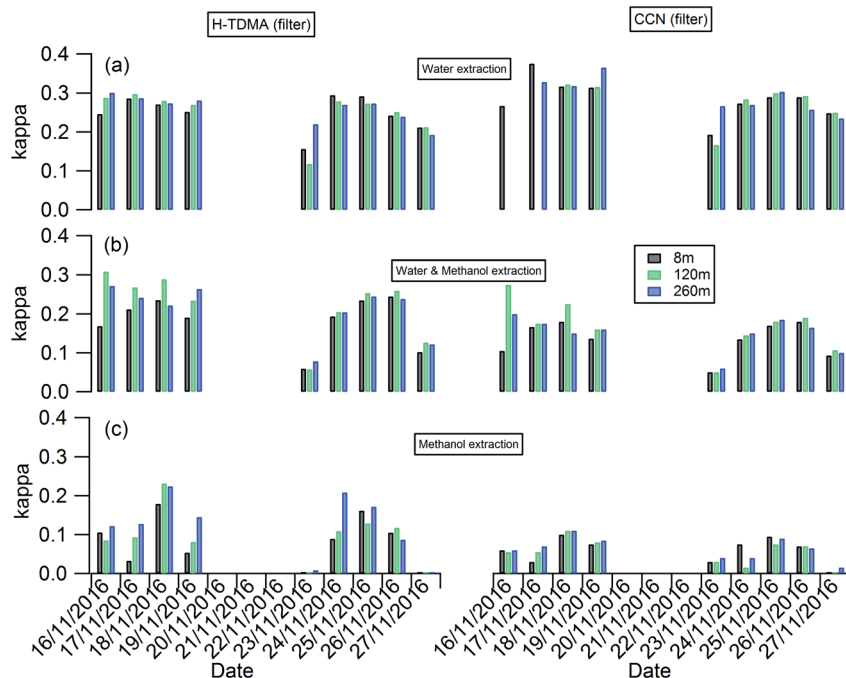 H-TDMA (filter)
CCN (filter)
(a)
Water extraction
0.4
0.3
0.2
0.1
0.0
kappa
(b)
Water & Methanol extraction
8m
120m
260m
0.4
0.3
0.2
0.1
0.0
kappa
(c)
Methanol extraction
0.4
0.3
0.2
0.1
0.0
kappa
16/11/2016
17/11/2016
18/11/2016
19/11/2016
20/11/2016
21/11/2016
22/11/2016
23/11/2016
24/11/2016
25/11/2016
26/11/2016
27/11/2016
Date
16/11/2016
17/11/2016
18/11/2016
19/11/2016
20/11/2016
21/11/2016
22/11/2016
23/11/2016
24/11/2016
25/11/2016
26/11/2016
27/11/2016
Date